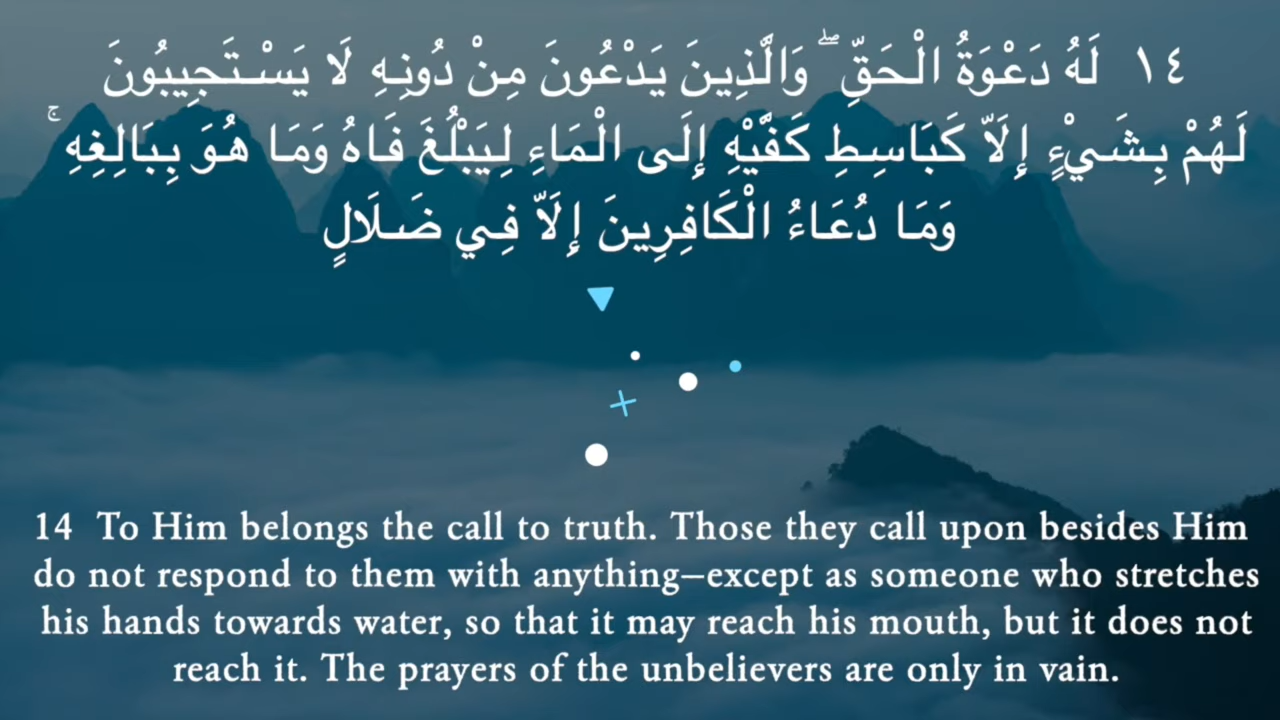 ١٤ لَهُ دَعْوَةُ الْحَقِّ ۖ وَالَّذِينَ يَدْعُونَ مِنْ دُونِهِ لَا يَسْتَجِيبُونَ
لَهُمْ بِشَيْءٍ إِلَّا كَبَاسِطِ كَفَّيْهِ إِلَى الْمَاءِ لِيَبْلُغَ فَاهُ وَمَا هُوَ بِبَالِغِهِ ۚ
وَمَا دُعَاءُ الْكَافِرِينَ إِلَّا فِي ضَلَالٍ
14 To Him belongs the call to truth. Those they call upon besides Him
do not respond to them with anything—except as someone who stretches
his hands towards water, so that it may reach his mouth, but it does not
reach it. The prayers of the unbelievers are only in vain.